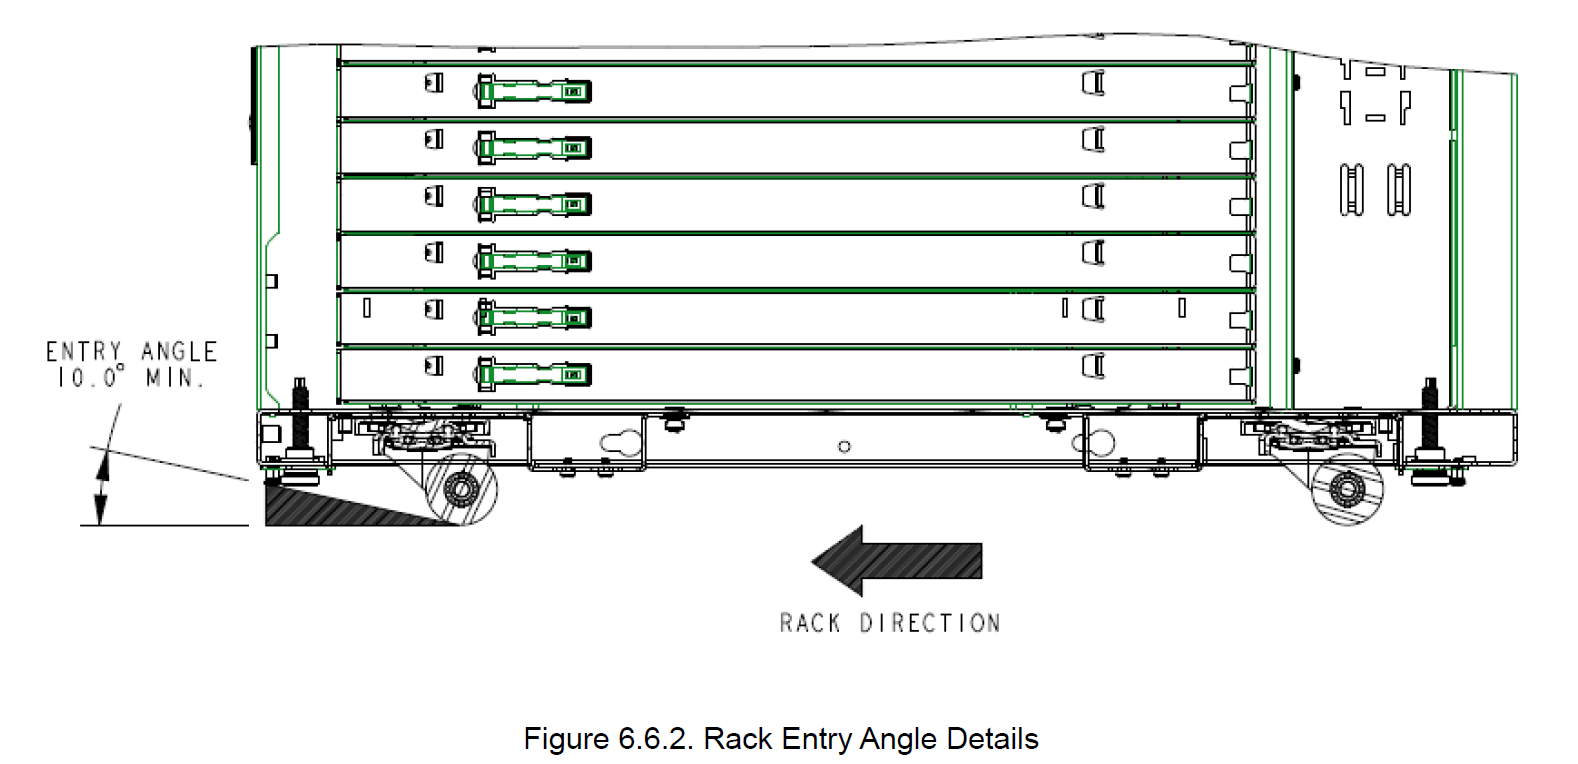 ENTRY ANGLE
10.0° MIN.
RACK DIRECTION
Figure 6.6.2. Rack Entry Angle Details